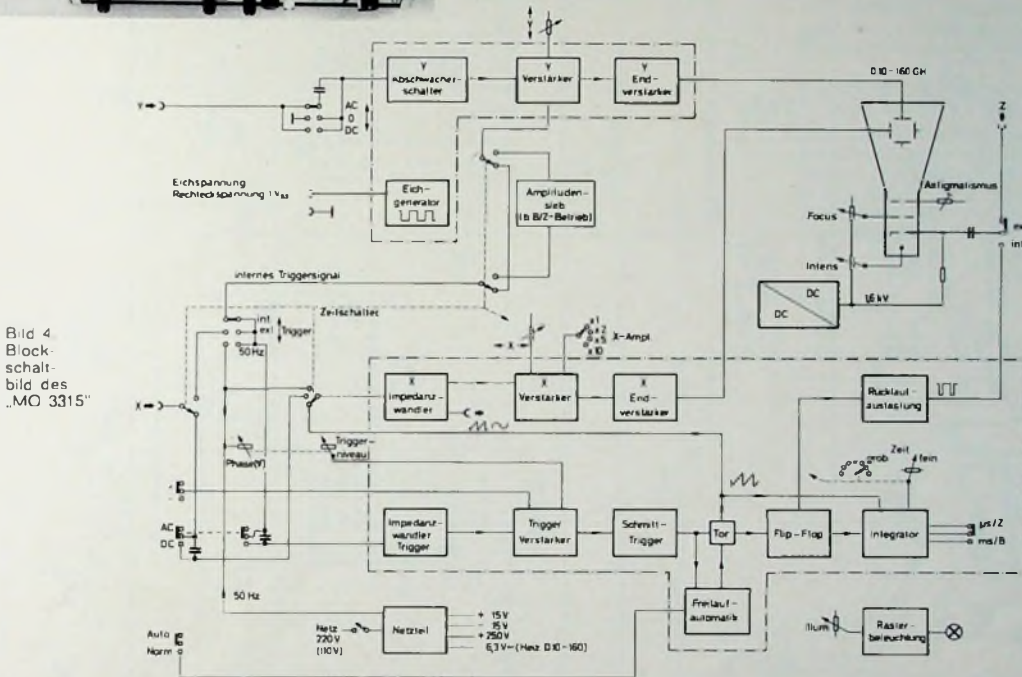 Y
Y
Abschwächer-
schalter
Y
Verstärker
Y
End-
verstärker
D10-160 GH
Y
AC
0
DC
Z
Eichspannung
Rechteckspannung 1 Vss
Eich-
generator
Amplituden-
sieb
(b B/Z-Betrieb)
Astigmatismus
Focus
Intens
DC
DC
1,6 kV
internes Triggersignal
Zeitschalter
int
ext
50 Hz
Trigger
X
x1
x2
x5
x10
X-Ampl.
Bild 4.
Block-
schalt-
bild des
„MO 3315"
X
X
Impedanz-
wandler
X
Verstärker
X
End-
verstärker
Rücklauf-
austastung
Phase(Y)
Trigger-
niveau
Zeit
grob
fein
+
-
AC
DC
Impedanz-
wandler
Trigger
Trigger
Verstärker
Schmitt-
Trigger
Tor
Flip-Flop
Integrator
µs/Z
ms/B
50 Hz
Freilauf-
automatik
Auto
Norm
Netz
220 V
(110 V)
Netzteil
+ 15 V
- 15 V
+ 250 V
6,3 V~ (Heiz. D10-160)
Illum
Raster-
beleuchtung